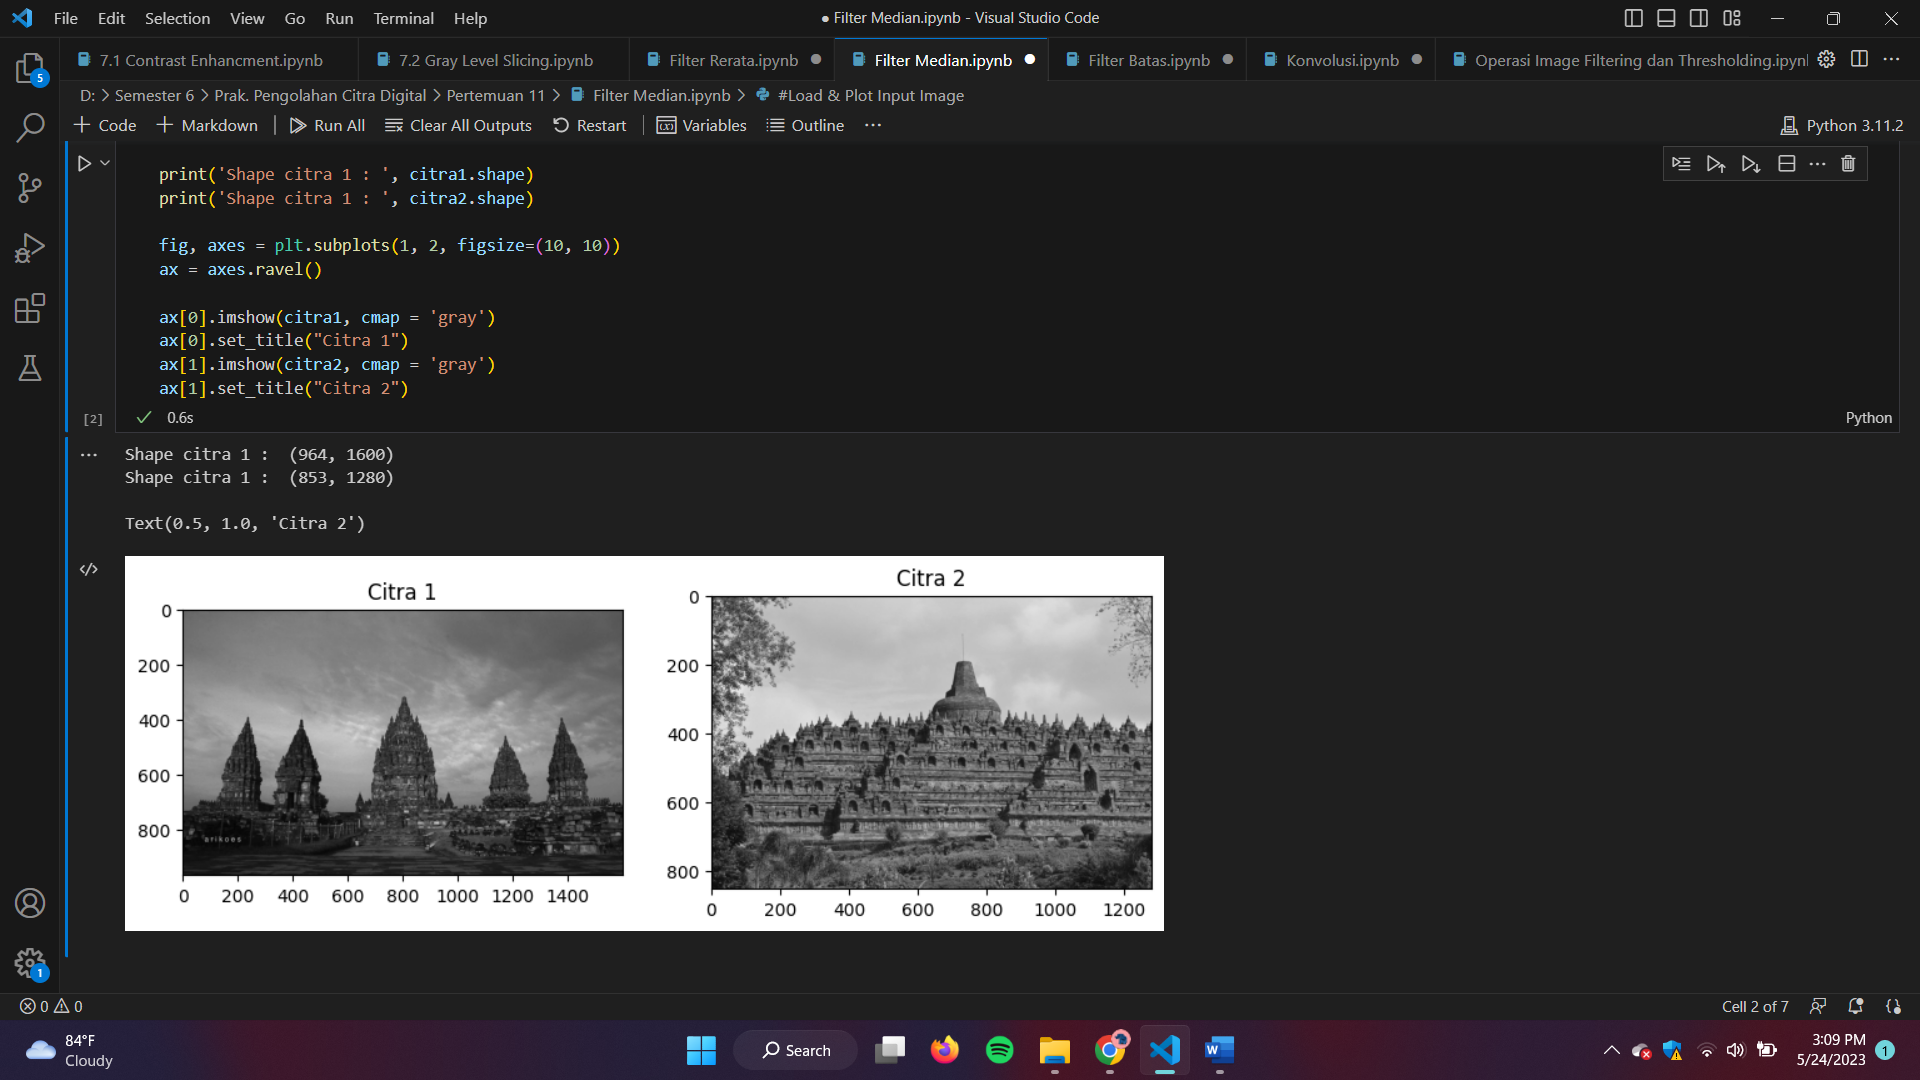 File Edit Selection View Go Run Terminal Help
● Filter Median.ipynb - Visual Studio Code
7.1 Contrast Enhancment.ipynb
7.2 Gray Level Slicing.ipynb
Filter Rerata.ipynb
Filter Median.ipynb
Filter Batas.ipynb
Konvolusi.ipynb
Operasi Image Filtering dan Thresholding.ipynl
D: > Semester 6 > Prak. Pengolahan Citra Digital > Pertemuan 11 > Filter Median.ipynb > #Load & Plot Input Image
+ Code + Markdown | Run All Clear All Outputs Restart | Variables Outline ···
Python 3.11.2
print('Shape citra 1 : ', citra1.shape)
print('Shape citra 1 : ', citra2.shape)
fig, axes = plt.subplots(1, 2, figsize=(10, 10))
ax = axes.ravel()
ax[0].imshow(citra1, cmap = 'gray')
ax[0].set_title("Citra 1")
ax[1].imshow(citra2, cmap = 'gray')
ax[1].set_title("Citra 2")
[2] 0.6s
Python
Shape citra 1 :  (964, 1600)
Shape citra 1 :  (853, 1280)
Text(0.5, 1.0, 'Citra 2')
Citra 1
0
200
400
600
800
0 200 400 600 800 1000 1200 1400
arikoes
Citra 2
0
200
400
600
800
0 200 400 600 800 1000 1200
5
1
0 0
Cell 2 of 7
84°F
Cloudy
Search
3:09 PM
5/24/2023
1